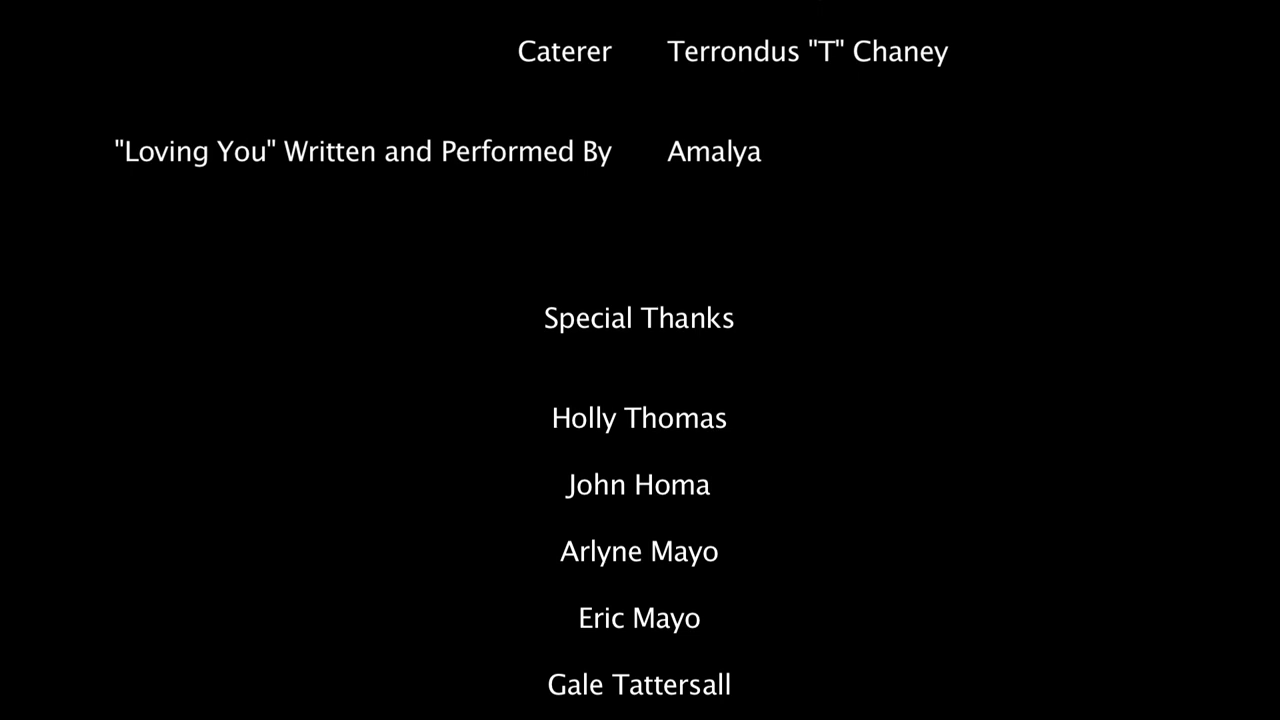 Caterer Terrondus "T" Chaney
"Loving You" Written and Performed By Amalya
Special Thanks
Holly Thomas
John Homa
Arlyne Mayo
Eric Mayo
Gale Tattersall